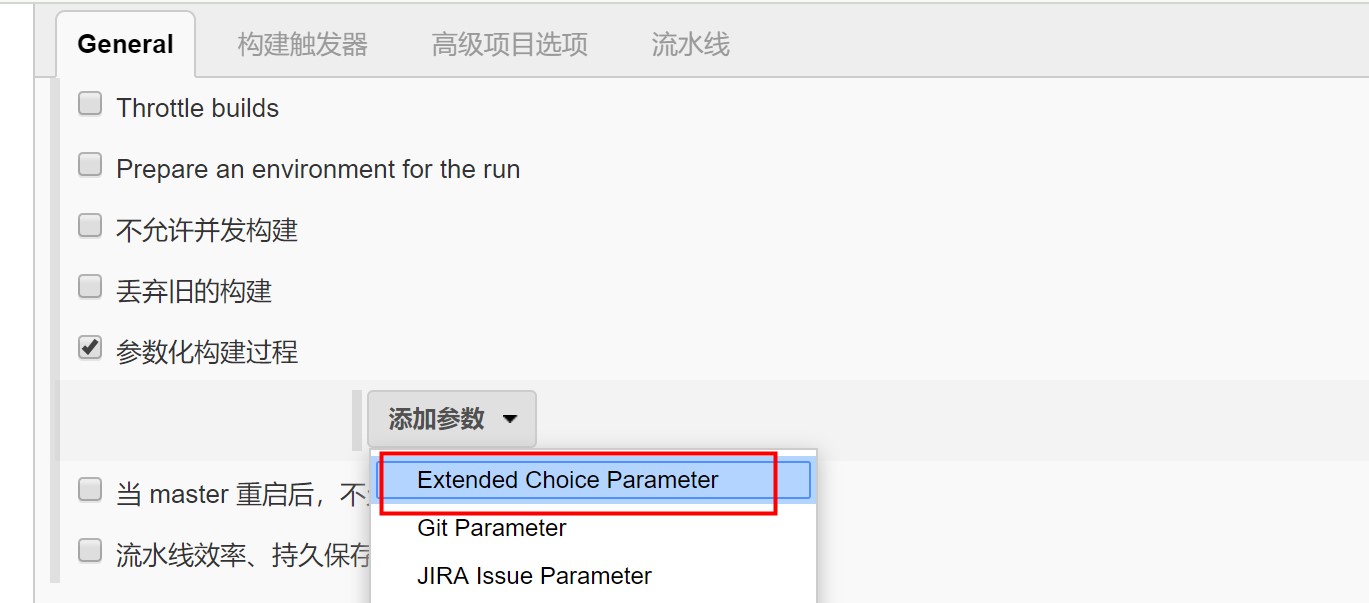 General 构建触发器 高级项目选项 流水线
Throttle builds
Prepare an environment for the run
不允许并发构建
丢弃旧的构建
参数化构建过程
添加参数
Extended Choice Parameter
Git Parameter
JIRA Issue Parameter
当 master 重启后，不
流水线效率、持久保存